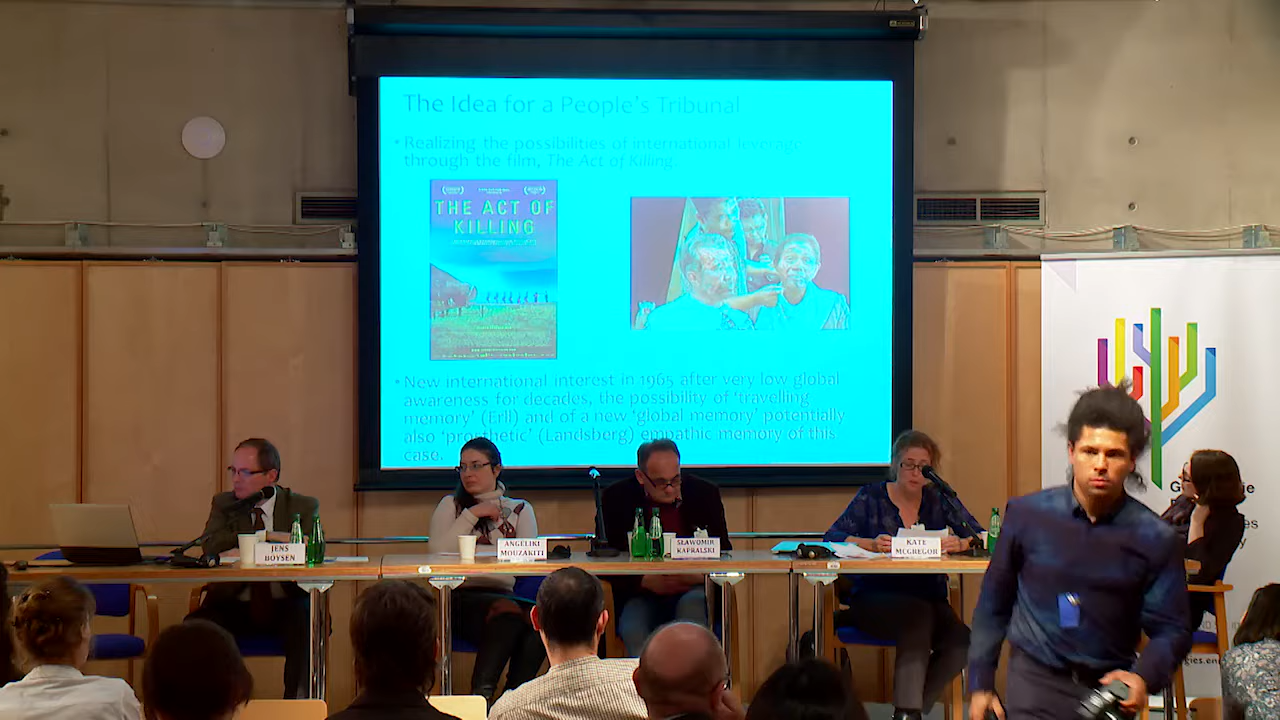 The Idea for a People's Tribunal
• Realizing the possibilities of international leverage
through the film, The Act of Killing.
THE ACT OF
KILLING
• New international interest in 1965 after very low global
awareness for decades, the possibility of 'travelling
memory' (Erll) and of a new 'global memory' potentially
also 'prosthetic' (Landsberg) empathic memory of this
case.
JENS
BOYSEN
ANGELIKI
MOUZAKITI
SŁAWOMIR
KAPRALSKI
KATE
MCGREGOR